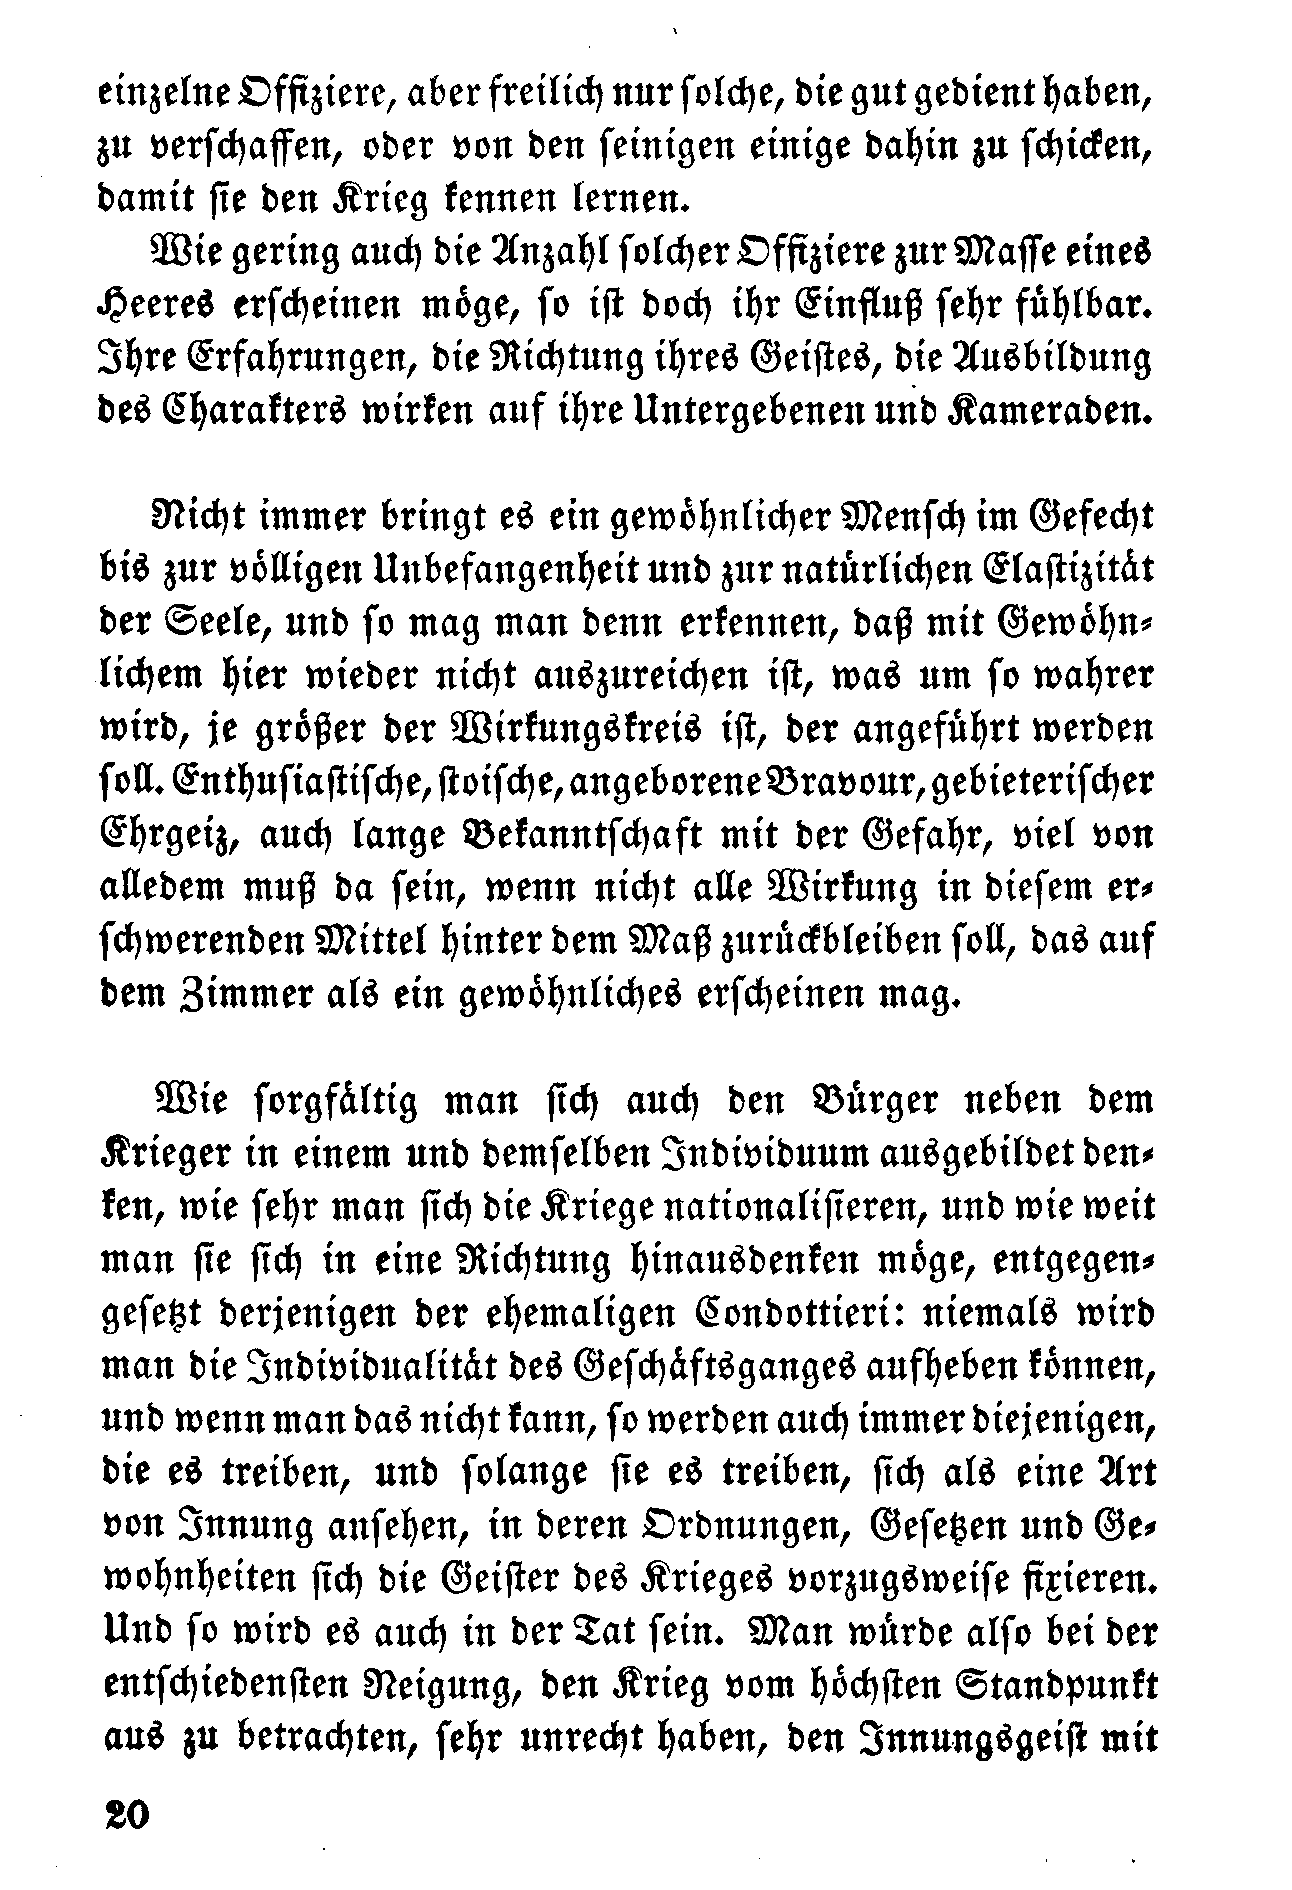 einzelne Offiziere, aber freilich nur solche, die gut gedient haben,
zu verschaffen, oder von den seinigen einige dahin zu schicken,
damit sie den Krieg kennen lernen.
Wie gering auch die Anzahl solcher Offiziere zur Masse eines
Heeres erscheinen möge, so ist doch ihr Einfluß sehr fühlbar.
Ihre Erfahrungen, die Richtung ihres Geistes, die Ausbildung
des Charakters wirken auf ihre Untergebenen und Kameraden.
Nicht immer bringt es ein gewöhnlicher Mensch im Gefecht
bis zur völligen Unbefangenheit und zur natürlichen Elastizität
der Seele, und so mag man denn erkennen, daß mit Gewöhn-
lichem hier wieder nicht auszureichen ist, was um so wahrer
wird, je größer der Wirkungskreis ist, der angeführt werden
soll. Enthusiastische, stoische, angeborene Bravour, gebieterischer
Ehrgeiz, auch lange Bekanntschaft mit der Gefahr, viel von
alledem muß da sein, wenn nicht alle Wirkung in diesem er-
schwerenden Mittel hinter dem Maß zurückbleiben soll, das auf
dem Zimmer als ein gewöhnliches erscheinen mag.
Wie sorgfältig man sich auch den Bürger neben dem
Krieger in einem und demselben Individuum ausgebildet den-
ken, wie sehr man sich die Kriege nationalisieren, und wie weit
man sie sich in eine Richtung hinausdenken möge, entgegen-
gesetzt derjenigen der ehemaligen Condottieri: niemals wird
man die Individualität des Geschäftsganges aufheben können,
und wenn man das nicht kann, so werden auch immer diejenigen,
die es treiben, und solange sie es treiben, sich als eine Art
von Innung ansehen, in deren Ordnungen, Gesetzen und Ge-
wohnheiten sich die Geister des Krieges vorzugsweise fixieren.
Und so wird es auch in der Tat sein. Man würde also bei der
entschiedensten Neigung, den Krieg vom höchsten Standpunkt
aus zu betrachten, sehr unrecht haben, den Innungsgeist mit
20